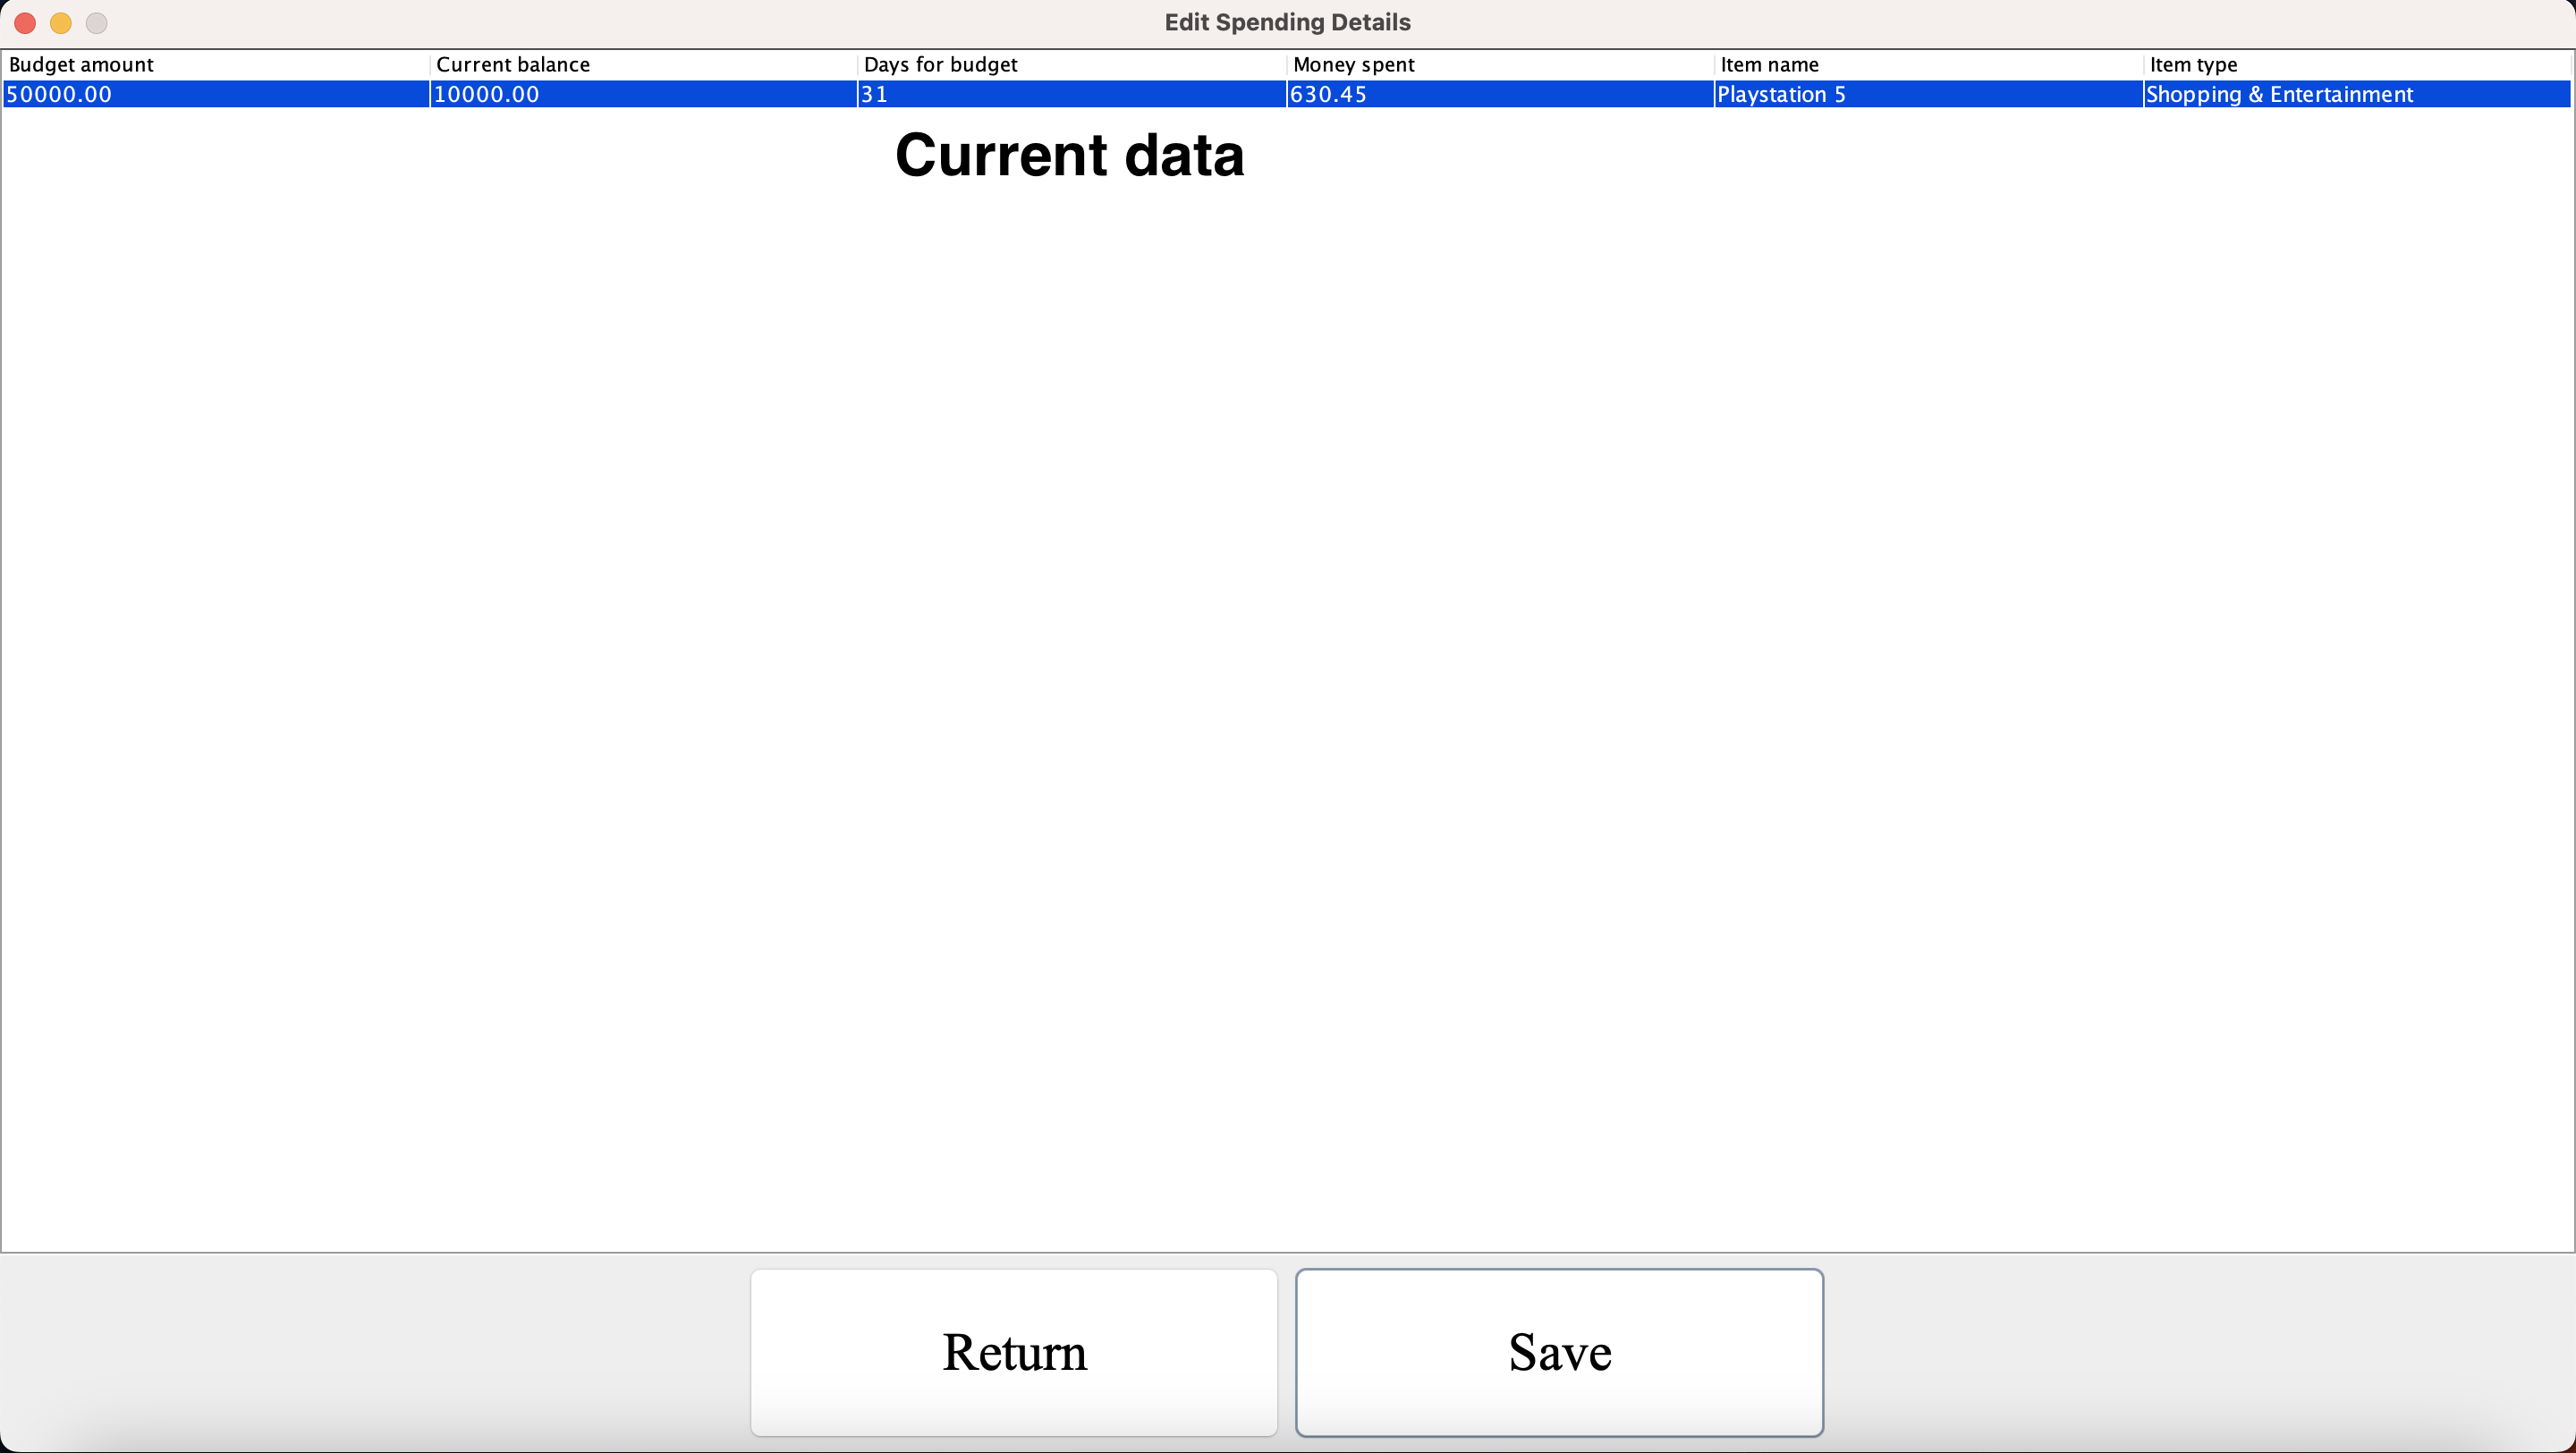 Edit Spending Details
Budget amount Current balance Days for budget Money spent Item name Item type
50000.00 10000.00 31 630.45 Playstation 5 Shopping & Entertainment
Current data
Return Save